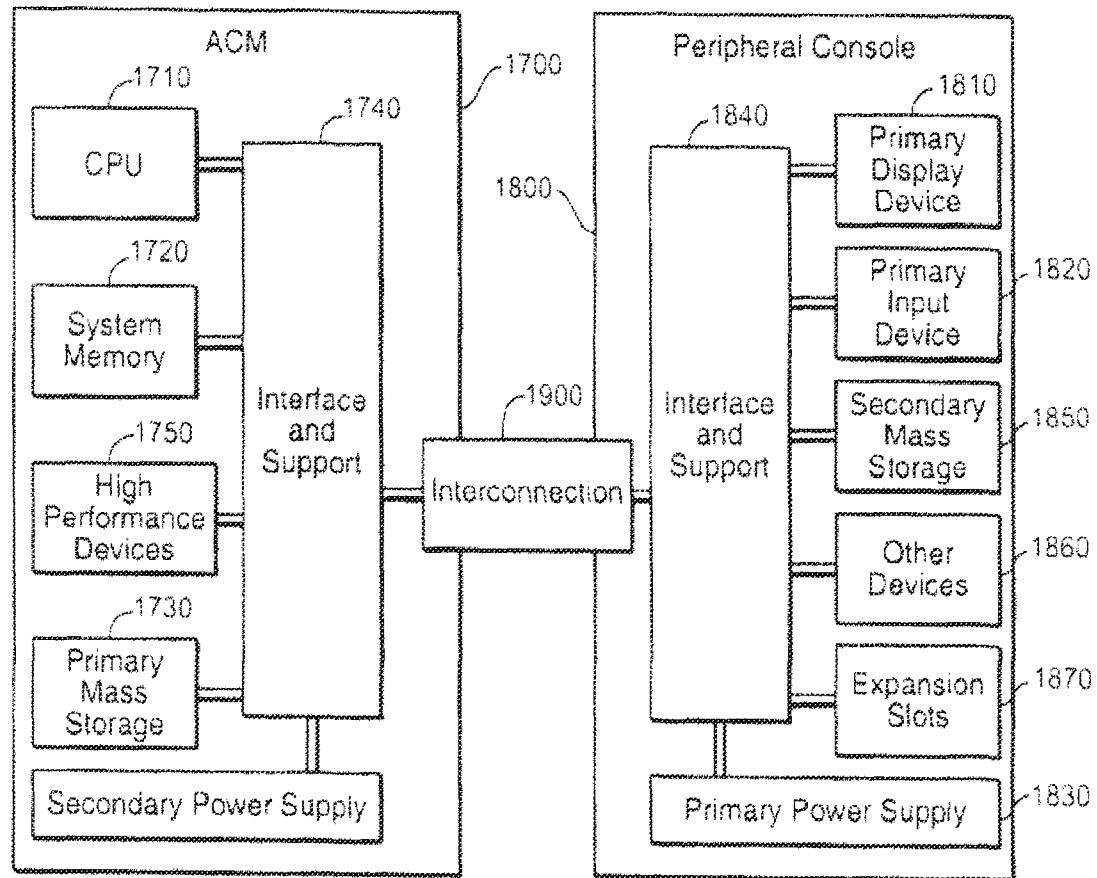 ACM
1700
1710
CPU
1740
1720
System
Memory
1750
High
Performance
Devices
1730
Primary
Mass
Storage
Interface
and
Support
Secondary Power Supply
1900
Interconnection
Peripheral Console
1800
1840
Interface
and
Support
1810
Primary
Display
Device
1820
Primary
Input
Device
1850
Secondary
Mass
Storage
1860
Other
Devices
1870
Expansion
Slots
1830
Primary Power Supply